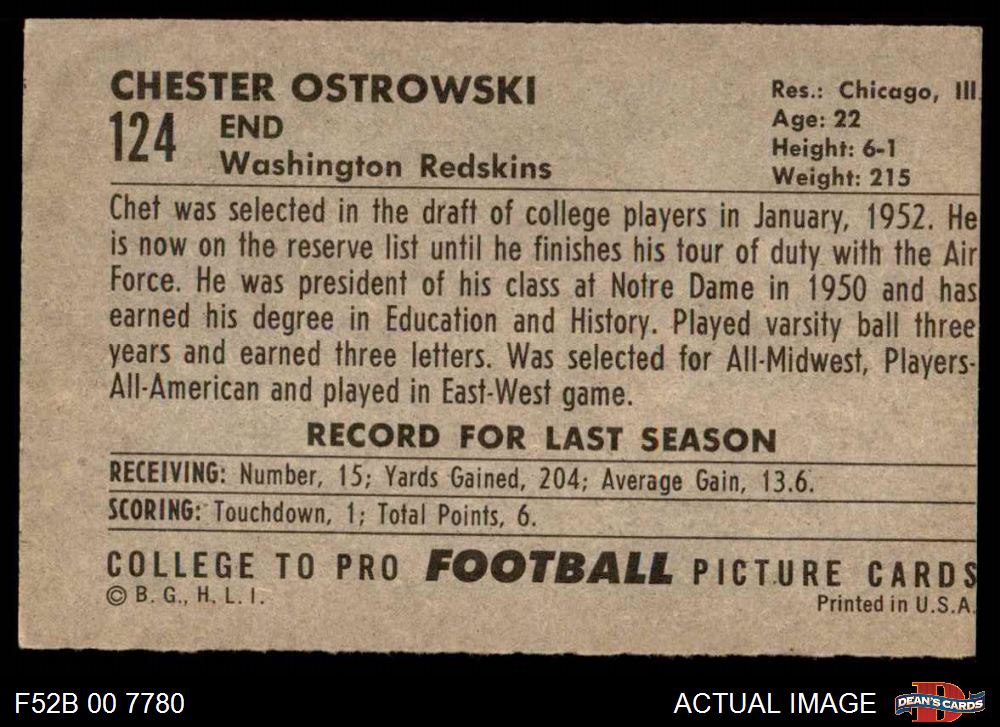 CHESTER OSTROWSKI
124
END
Washington Redskins
Res.: Chicago, Ill.
Age: 22
Height: 6-1
Weight: 215
Chet was selected in the draft of college players in January, 1952. He
is now on the reserve list until he finishes his tour of duty with the Air
Force. He was president of his class at Notre Dame in 1950 and has
earned his degree in Education and History. Played varsity ball three
years and earned three letters. Was selected for All-Midwest, Players-
All-American and played in East-West game.
RECORD FOR LAST SEASON
RECEIVING: Number, 15; Yards Gained, 204; Average Gain, 13.6.
SCORING: Touchdown, 1; Total Points, 6.
COLLEGE TO PRO FOOTBALL PICTURE CARDS
© B. G., H. L. I.
Printed in U.S.A.
F52B 00 7780
ACTUAL IMAGE
D
DEAN'S CARDS